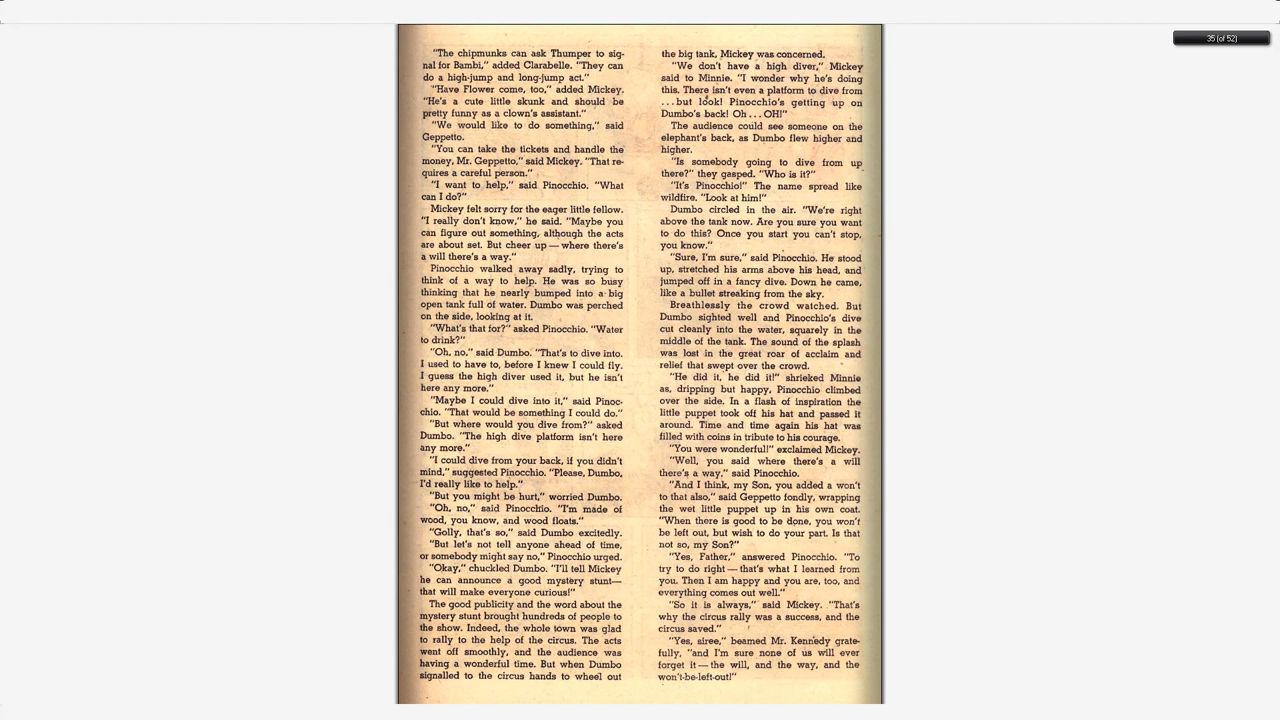 35 (of 52)
"The chipmunks can ask Thumper to sig-
nal for Bambi," added Clarabelle. "They can
do a high-jump and long-jump act."
"Have Flower come, too," added Mickey.
"He's a cute little skunk and should be
pretty funny as a clown's assistant."
"We would like to do something," said
Geppetto.
"You can take the tickets and handle the
money, Mr. Geppetto," said Mickey. "That re-
quires a careful person."
"I want to help," said Pinocchio. "What
can I do?"
Mickey felt sorry for the eager little fellow.
"I really don't know," he said. "Maybe you
can figure out something, although the acts
are about set. But cheer up — where there's
a will there's a way."
Pinocchio walked away sadly, trying to
think of a way to help. He was so busy
thinking that he nearly bumped into a big
open tank full of water. Dumbo was perched
on the side, looking at it.
"What's that for?" asked Pinocchio. "Water
to drink?"
"Oh, no," said Dumbo. "That's to dive into.
I used to have to, before I knew I could fly.
I guess the high diver used it, but he isn't
here any more."
"Maybe I could dive into it," said Pinoc-
chio. "That would be something I could do."
"But where would you dive from?" asked
Dumbo. "The high dive platform isn't here
any more."
"I could dive from your back, if you didn't
mind," suggested Pinocchio. "Please, Dumbo,
I'd really like to help."
"But you might be hurt," worried Dumbo.
"Oh, no," said Pinocchio. "I'm made of
wood, you know, and wood floats."
"Golly, that's so," said Dumbo excitedly.
"But let's not tell anyone ahead of time,
or somebody might say no," Pinocchio urged.
"Okay," chuckled Dumbo. "I'll tell Mickey
he can announce a good mystery stunt—
that will make everyone curious!"
The good publicity and the word about the
mystery stunt brought hundreds of people to
the show. Indeed, the whole town was glad
to rally to the help of the circus. The acts
went off smoothly, and the audience was
having a wonderful time. But when Dumbo
signalled to the circus hands to wheel out
the big tank, Mickey was concerned.
"We don't have a high diver," Mickey
said to Minnie. "I wonder why he's doing
this. There isn't even a platform to dive from
...but look! Pinocchio's getting up on
Dumbo's back! Oh...OH!"
The audience could see someone on the
elephant's back, as Dumbo flew higher and
higher.
"Is somebody going to dive from up
there?" they gasped. "Who is it?"
"It's Pinocchio!" The name spread like
wildfire. "Look at him!"
Dumbo circled in the air. "We're right
above the tank now. Are you sure you want
to do this? Once you start you can't stop,
you know."
"Sure, I'm sure," said Pinocchio. He stood
up, stretched his arms above his head, and
jumped off in a fancy dive. Down he came,
like a bullet streaking from the sky.
Breathlessly the crowd watched. But
Dumbo sighted well and Pinocchio's dive
cut cleanly into the water, squarely in the
middle of the tank. The sound of the splash
was lost in the great roar of acclaim and
relief that swept over the crowd.
"He did it, he did it!" shrieked Minnie
as, dripping but happy, Pinocchio climbed
over the side. In a flash of inspiration the
little puppet took off his hat and passed it
around. Time and time again his hat was
filled with coins in tribute to his courage.
"You were wonderful!" exclaimed Mickey.
"Well, you said where there's a will
there's a way," said Pinocchio.
"And I think, my Son, you added a won't
to that also," said Geppetto fondly, wrapping
the wet little puppet up in his own coat.
"When there is good to be done, you won't
be left out, but wish to do your part. Is that
not so, my Son?"
"Yes, Father," answered Pinocchio. "To
try to do right — that's what I learned from
you. Then I am happy and you are, too, and
everything comes out well."
"So it is always," said Mickey. "That's
why the circus rally was a success, and the
circus saved."
"Yes, siree," beamed Mr. Kennedy grate-
fully, "and I'm sure none of us will ever
forget it — the will, and the way, and the
won't-be-left-out!"